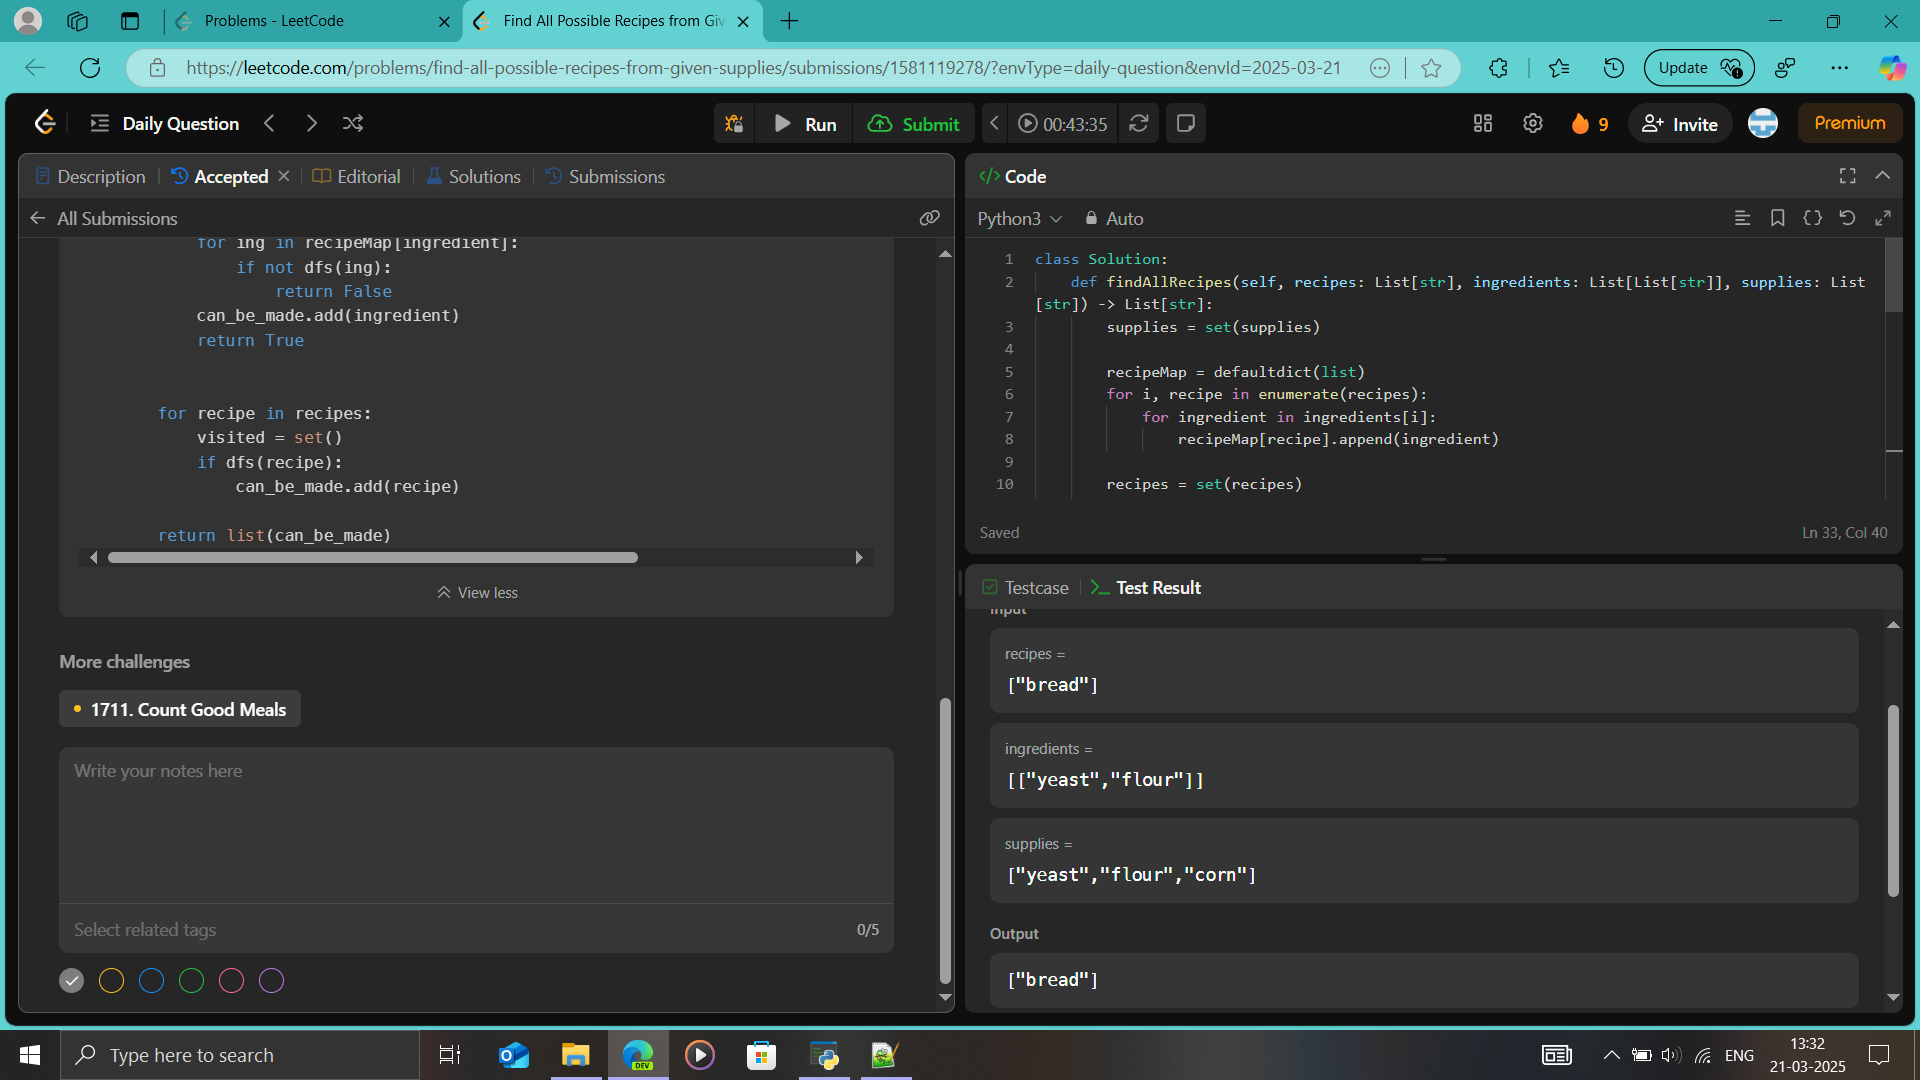 Problems - LeetCode
Find All Possible Recipes from Giv
https://leetcode.com/problems/find-all-possible-recipes-from-given-supplies/submissions/1581119278/?envType=daily-question&envId=2025-03-21
Update
Daily Question
Run
Submit
00:43:35
9
Invite
Premium
Description
Accepted
Editorial
Solutions
Submissions
All Submissions
for ing in recipeMap[ingredient]:
if not dfs(ing):
return False
can_be_made.add(ingredient)
return True
for recipe in recipes:
visited = set()
if dfs(recipe):
can_be_made.add(recipe)
return list(can_be_made)
View less
More challenges
1711. Count Good Meals
Write your notes here
Select related tags
0/5
</> Code
Python3
Auto
1 class Solution:
2 def findAllRecipes(self, recipes: List[str], ingredients: List[List[str]], supplies: List
[str]) -> List[str]:
3 supplies = set(supplies)
4
5 recipeMap = defaultdict(list)
6 for i, recipe in enumerate(recipes):
7 for ingredient in ingredients[i]:
8 recipeMap[recipe].append(ingredient)
9
10 recipes = set(recipes)
Saved
Ln 33, Col 40
Testcase
Test Result
Input
recipes =
["bread"]
ingredients =
[["yeast","flour"]]
supplies =
["yeast","flour","corn"]
Output
["bread"]
Type here to search
DEV
ENG
13:32
21-03-2025